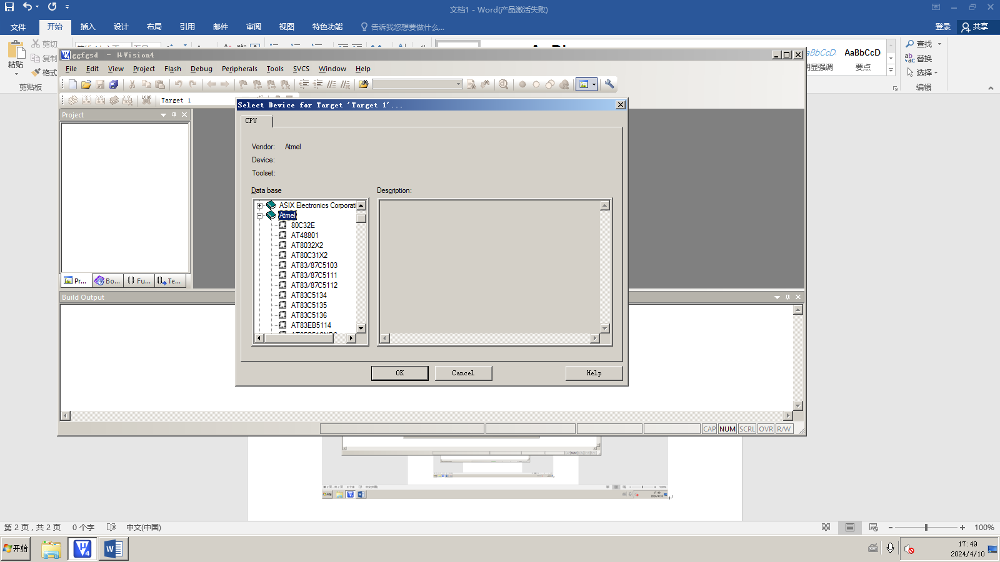 文档1 - Word(产品激活失败)
文件 开始 插入 设计 布局 引用 邮件 审阅 视图 特色功能 告诉我您想要做什么... 登录 共享
剪切
复制
格式
粘贴
剪贴板
AaBbCcDc
明显强调
要点
查找
替换
选择
编辑
ggfgsd - µVision4
File Edit View Project Flash Debug Peripherals Tools SVCS Window Help
LOAD Target 1
Project
Pr... Bo... {} Fu... Te...
Build Output
Select Device for Target 'Target 1'...
CPU
Vendor: Atmel
Device:
Toolset:
Data base
Description:
ASIX Electronics Corporati
Atmel
80C32E
AT48801
AT8032X2
AT80C31X2
AT83/87C5103
AT83/87C5111
AT83/87C5112
AT83C5134
AT83C5135
AT83C5136
AT83EB5114
OK Cancel Help
CAP NUM SCRL OVR R/W
第 2 页，共 2 页 0 个字 中文(中国) 100%
开始
17:49
2024/4/10